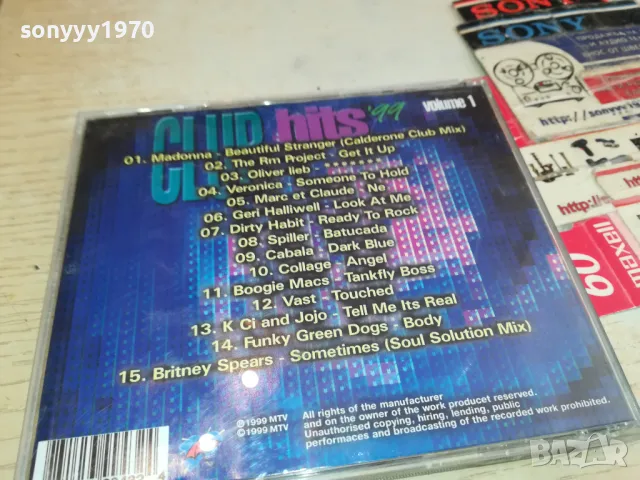 sonyyy1970
SONY
SONY
CLUB hits '99 volume 1
01. Madonna - Beautiful Stranger (Calderone Club Mix)
02. The Rm Project - Get It Up
03. Oliver lieb - *******
04. Veronica - Someone To Hold
05. Marc et Claude - Ne
06. Geri Halliwell - Look At Me
07. Dirty Habit - Ready To Rock
08. Spiller - Batucada
09. Cabala - Dark Blue
10. Collage - Angel
11. Boogie Macs - Tankfly Boss
12. Vast - Touched
13. K Ci and Jojo - Tell Me Its Real
14. Funky Green Dogs - Body
15. Britney Spears - Sometimes (Soul Solution Mix)
©1999 MTV
©1999 MTV
All rights of the manufacturer
and on the owner of the work producet reserved.
Unauthorised copying, hiring, lending, public
performaces and broadcasting of the recorded work prohibited.
http://
http:/
http
maxell
90
BAZAR